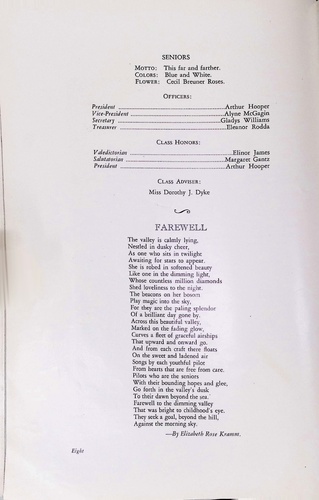 SENIORS
MOTTO: This far and farther.
COLORS: Blue and White.
FLOWER: Cecil Breuner Roses.
OFFICERS:
President ........ Arthur Hooper
Vice-President ........ Alyne McGagin
Secretary ........ Gladys Williams
Treasurer ........ Eleanor Rodda
CLASS HONORS:
Valedictorian ........ Elinor James
Salutatorian ........ Margaret Gantz
President ........ Arthur Hooper
CLASS ADVISER:
Miss Dorothy J. Dyke
FAREWELL
The valley is calmly lying,
Nestled in dusky cheer,
As one who sits in twilight
Awaiting for stars to appear.
She is robed in softened beauty
Like one in the dimming light,
Whose countless million diamonds
Shed loveliness to the night.
The beacons on her bosom
Play magic into the sky,
For they are the paling splendor
Of a brilliant day gone by.
Across this beautiful valley,
Marked on the fading glow,
Curves a fleet of graceful airships
That upward and onward go.
And from each craft there floats
On the sweet and ladened air
Songs by each youthful pilot
From hearts that are free from care.
Pilots who are the seniors
With their bounding hopes and glee,
Go forth in the valley's dusk
To their dawn beyond the sea.
Farewell to the dimming valley
That was bright to childhood's eye.
They seek a goal, beyond the hill,
Against the morning sky.
—By Elizabeth Rose Kramm.
Eight